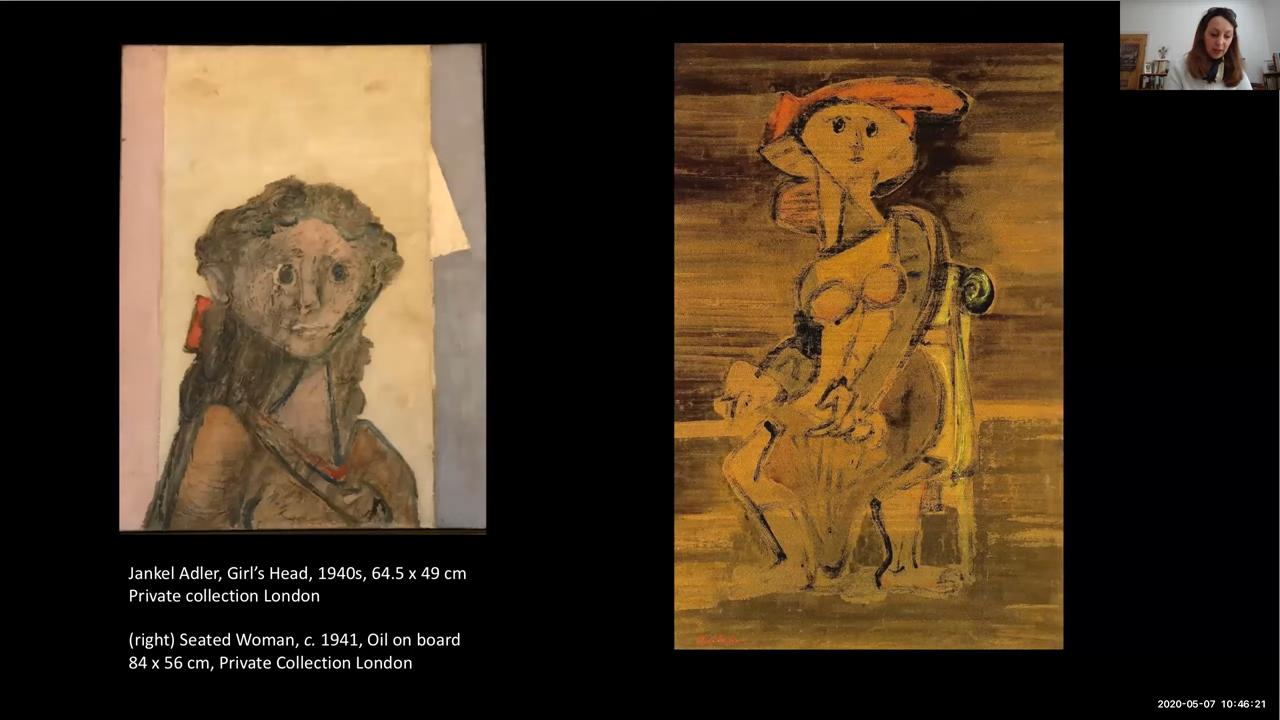 Jankel Adler, Girl’s Head, 1940s, 64.5 x 49 cm
Private collection London
(right) Seated Woman, c. 1941, Oil on board
84 x 56 cm, Private Collection London
2020-05-07 10:46:21